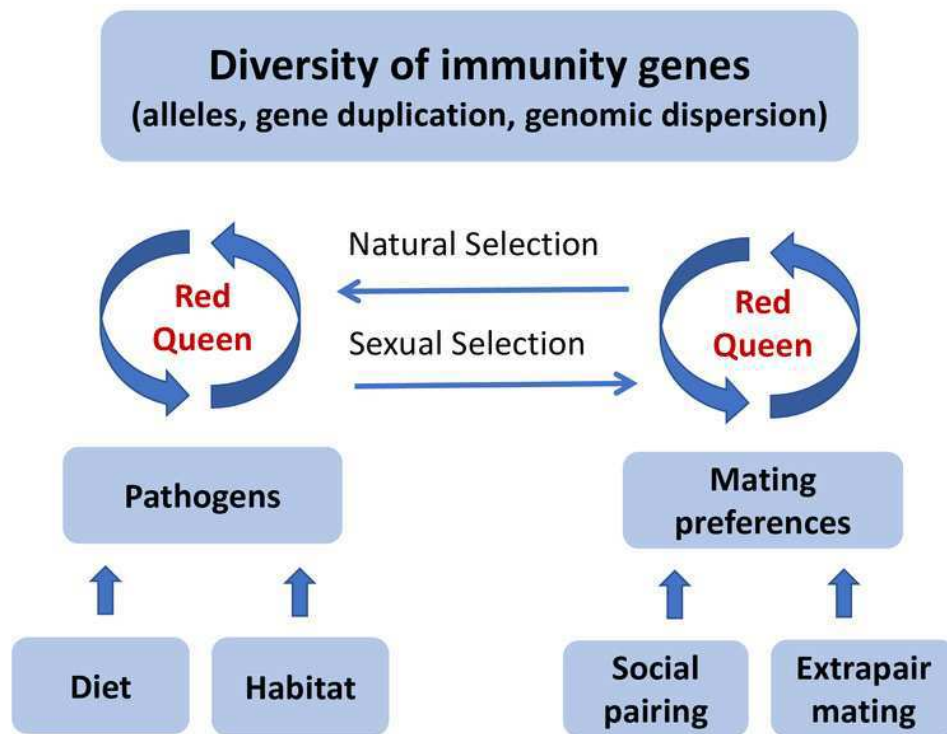 Diversity of immunity genes
(alleles, gene duplication, genomic dispersion)
Natural Selection
Red
Queen
Sexual Selection
Red
Queen
Pathogens
Mating
preferences
Diet
Habitat
Social
pairing
Extrapair
mating